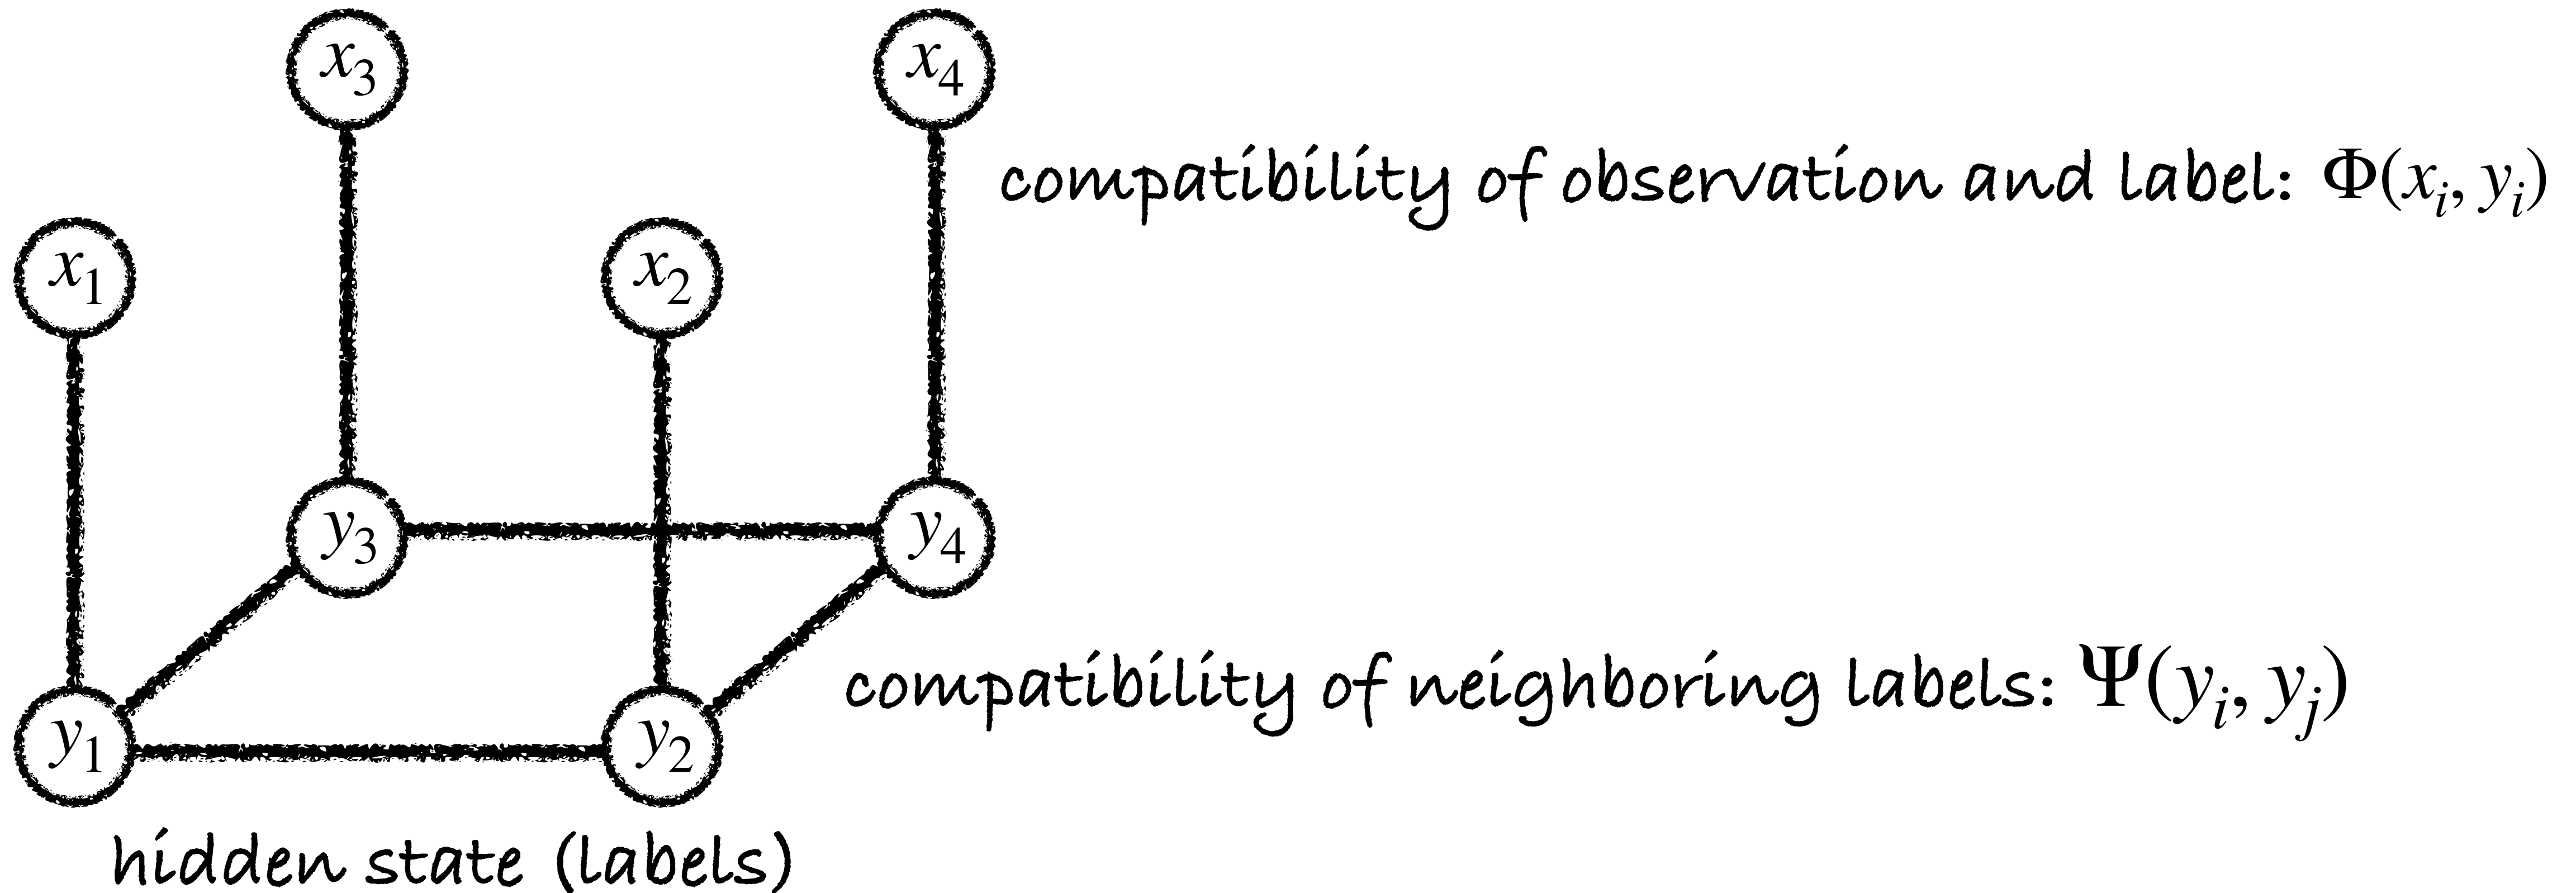 x₃
x₄
compatibility of observation and label: Φ(xᵢ, yᵢ)
x₁
x₂
y₃
y₄
compatibility of neighboring labels: Ψ(yᵢ, yⱼ)
y₁
y₂
hidden state (labels)